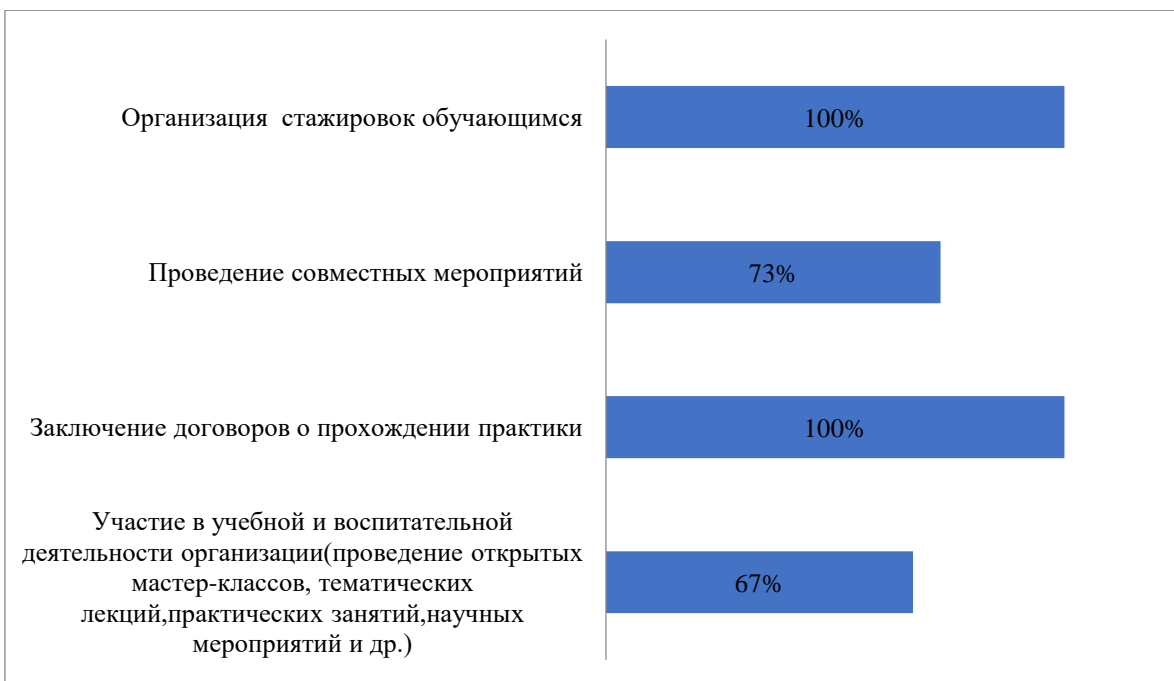 Организация  стажировок обучающимся
100%
Проведение совместных мероприятий
73%
Заключение договоров о прохождении практики
100%
Участие в учебной и воспитательной
деятельности организации(проведение открытых
мастер-классов, тематических
лекций,практических занятий,научных
мероприятий и др.)
67%